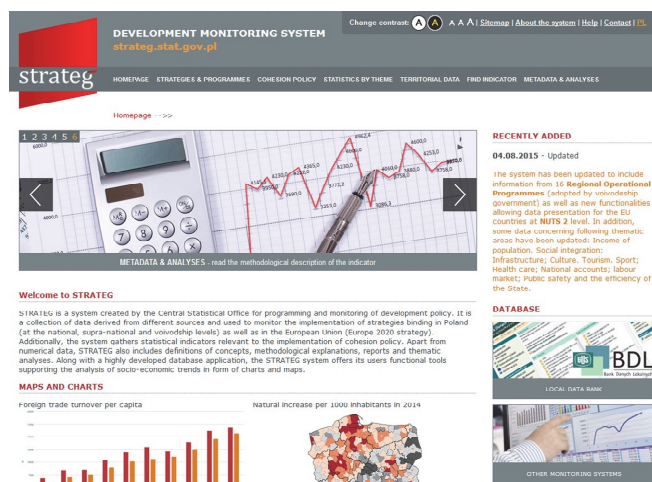 Change contrast: A A A A A | Sitemap | About the system | Help | Contact | PL
DEVELOPMENT MONITORING SYSTEM
strateg.stat.gov.pl
strateg
HOMEPAGE STRATEGIES & PROGRAMMES COHESION POLICY STATISTICS BY THEME TERRITORIAL DATA FIND INDICATOR METADATA & ANALYSES
Homepage -->>
1 2 3 4 5 6
METADATA & ANALYSES - read the methodological description of the indicator
Welcome to STRATEG
STRATEG is a system created by the Central Statistical Office for programming and monitoring of development policy. It is
a collection of data derived from different sources and used to monitor the implementation of strategies binding in Poland
(at the national, supra-national and voivodship levels) as well as in the European Union (Europe 2020 strategy).
Additionally, the system gathers statistical indicators relevant to the implementation of cohesion policy. Apart from
numerical data, STRATEG also includes definitions of concepts, methodological explanations, reports and thematic
analyses. Along with a highly developed database application, the STRATEG system offers its users functional tools
supporting the analysis of socio-economic trends in form of charts and maps.
MAPS AND CHARTS
Foreign trade turnover per capita
Natural increase per 1000 inhabitants in 2014
RECENTLY ADDED
04.08.2015 - Updated
The system has been updated to include
information from 16 Regional Operational
Programmes (adopted by voivodship
government) as well as new functionalities
allowing data presentation for the EU
countries at NUTS 2 level. In addition,
some data concerning following thematic
areas have been updated: Income of
population. Social integration;
Infrastructure; Culture. Tourism. Sport;
Health care; National accounts; labour
market; Public safety and the efficiency of
the State.
DATABASE
BDL
Bank Danych Lokalnych
LOCAL DATA BANK
OTHER MONITORING SYSTEMS